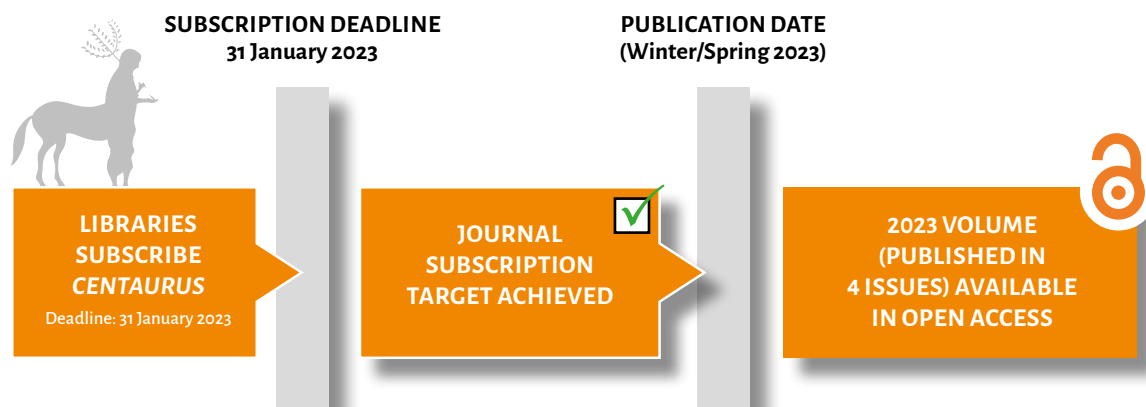 SUBSCRIPTION DEADLINE
31 January 2023
PUBLICATION DATE
(Winter/Spring 2023)
LIBRARIES
SUBSCRIBE
CENTAURUS
Deadline: 31 January 2023
JOURNAL
SUBSCRIPTION
TARGET ACHIEVED
2023 VOLUME
(PUBLISHED IN
4 ISSUES) AVAILABLE
IN OPEN ACCESS